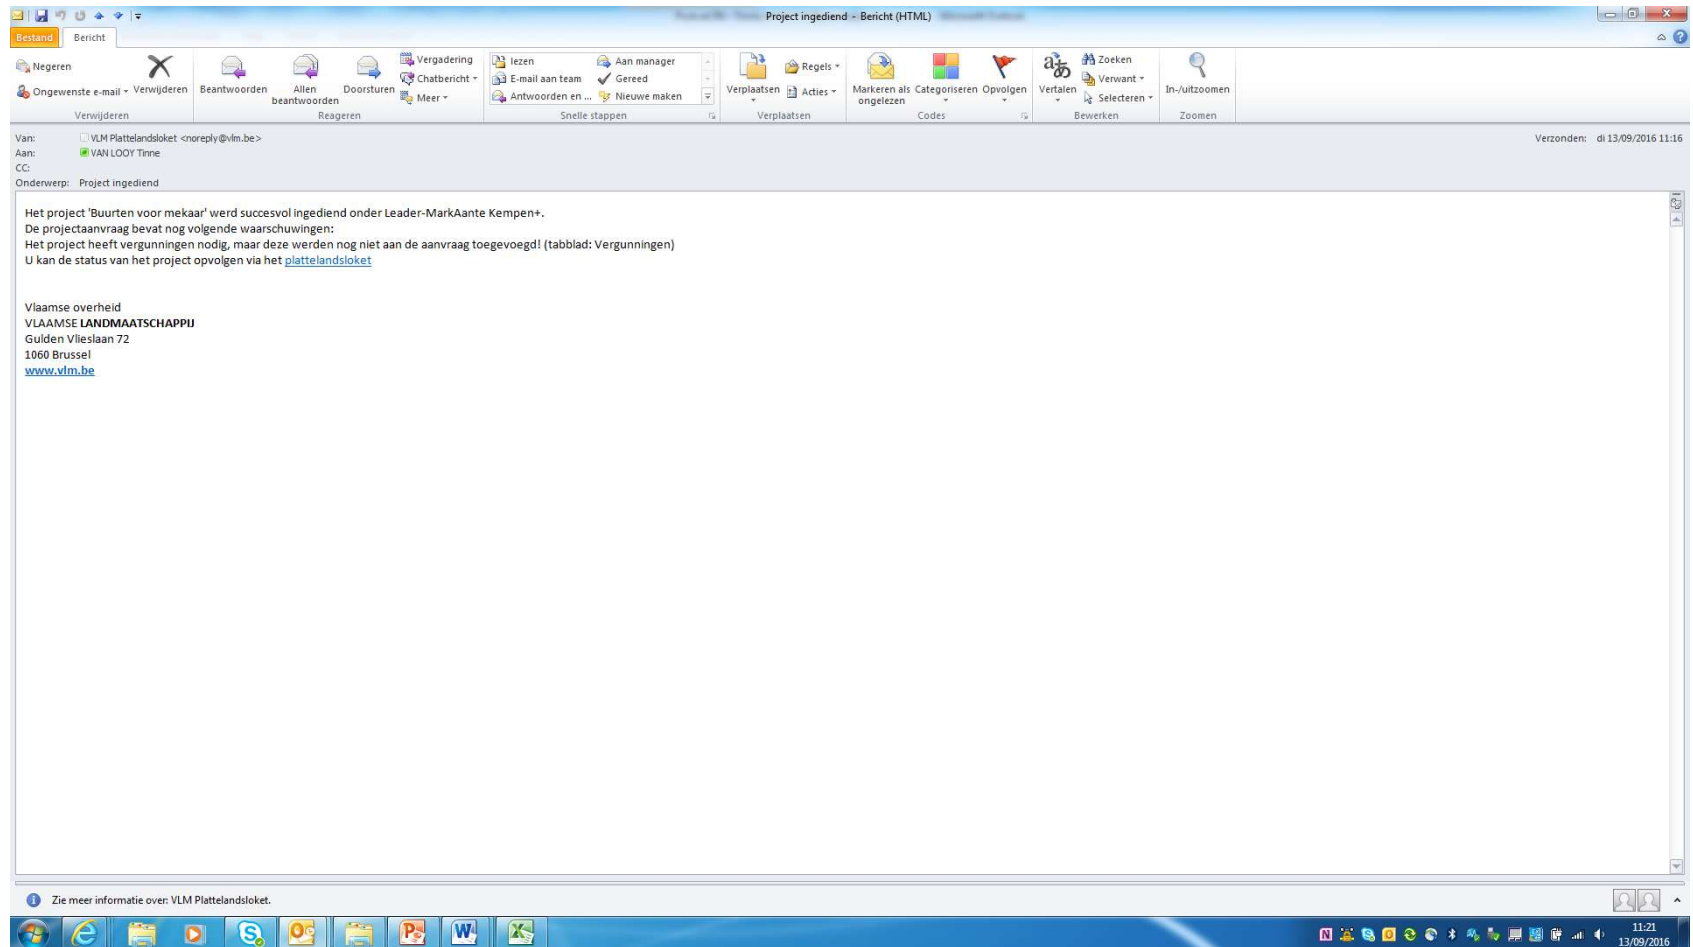 Project ingediend - Bericht (HTML)
Bestand Bericht
Negeren
Ongewenste e-mail Verwijderen
Verwijderen
Beantwoorden Allen beantwoorden Doorsturen
Vergadering
Chatbericht
Meer
Reageren
lezen Aan manager
E-mail aan team Gereed
Antwoorden en ... Nieuwe maken
Snelle stappen
Verplaatsen Regels
Acties
Verplaatsen
Markeren als ongelezen Categoriseren Opvolgen
Codes
Vertalen Zoeken
Verwant
Selecteren
Bewerken
In-/uitzoomen
Zoomen
Van: VLM Plattelandsloket <noreply@vlm.be> Verzonden: di 13/09/2016 11:16
Aan: VAN LOOY Tinne
CC:
Onderwerp: Project ingediend
Het project 'Buurten voor mekaar' werd succesvol ingediend onder Leader-MarkAante Kempen+.
De projectaanvraag bevat nog volgende waarschuwingen:
Het project heeft vergunningen nodig, maar deze werden nog niet aan de aanvraag toegevoegd! (tabblad: Vergunningen)
U kan de status van het project opvolgen via het plattelandsloket
Vlaamse overheid
VLAAMSE LANDMAATSCHAPPIJ
Gulden Vlieslaan 72
1060 Brussel
www.vlm.be
Zie meer informatie over: VLM Plattelandsloket.
11:21
13/09/2016